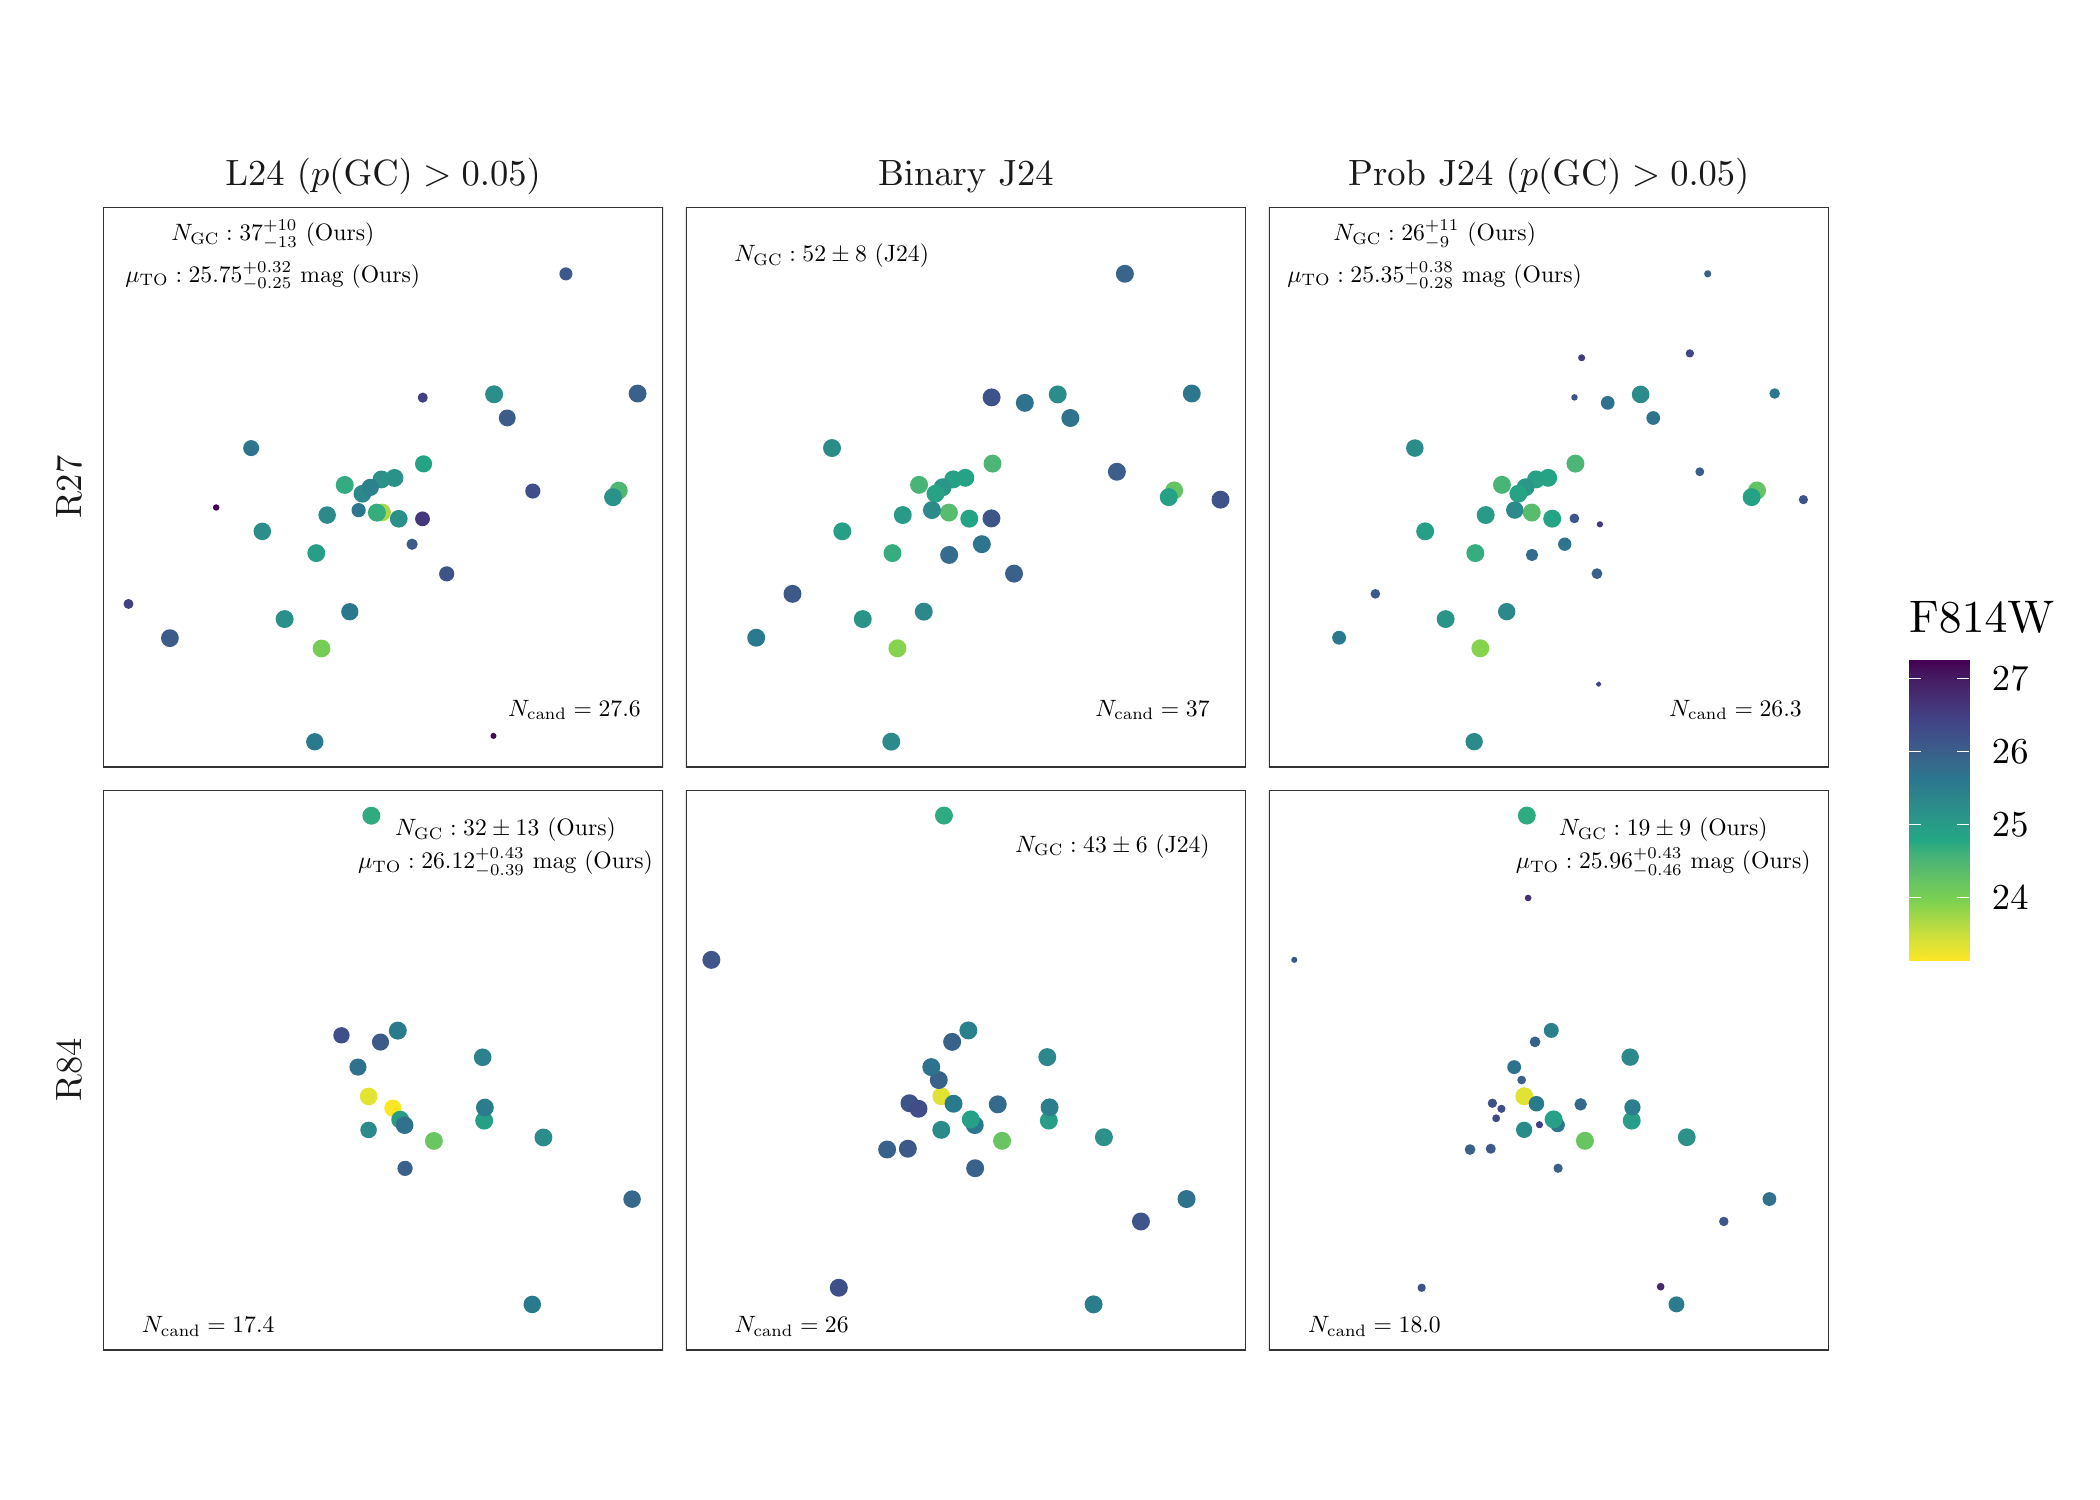 L24 (p(GC) > 0.05)
Binary J24
Prob J24 (p(GC) > 0.05)
R27
N_GC : 37^{+10}_{−13} (Ours)
μ_TO : 25.75^{+0.32}_{−0.25} mag (Ours)
N_cand = 27.6
N_GC : 52 ± 8 (J24)
N_cand = 37
N_GC : 26^{+11}_{−9} (Ours)
μ_TO : 25.35^{+0.38}_{−0.28} mag (Ours)
N_cand = 26.3
R84
N_GC : 32 ± 13 (Ours)
μ_TO : 26.12^{+0.43}_{−0.39} mag (Ours)
N_cand = 17.4
N_GC : 43 ± 6 (J24)
N_cand = 26
N_GC : 19 ± 9 (Ours)
μ_TO : 25.96^{+0.43}_{−0.46} mag (Ours)
N_cand = 18.0
F814W
27
26
25
24